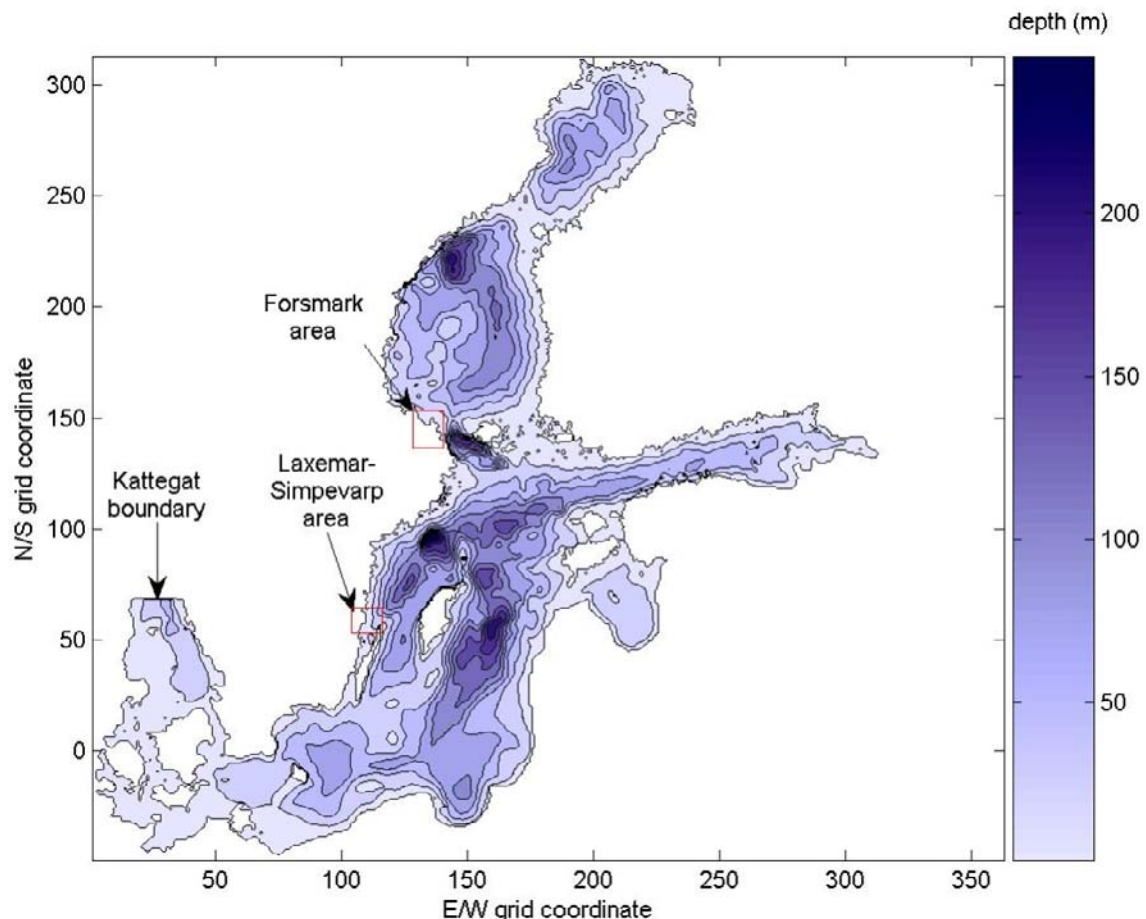 depth (m)
300
250
200
150
100
50
0
200
150
100
50
Forsmark
area
Laxemar-
Simpevarp
area
Kattegat
boundary
N/S grid coordinate
50
100
150
200
250
300
350
E/W grid coordinate